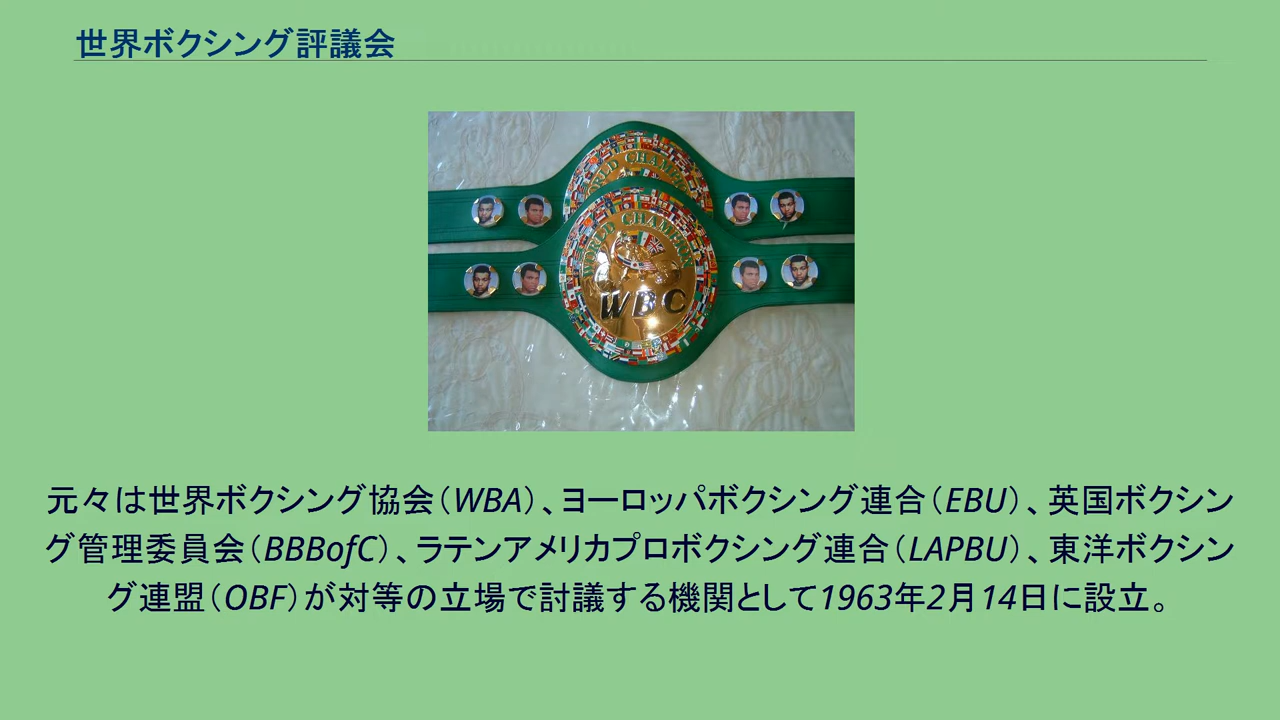 世界ボクシング評議会
WORLD CHAMP
WORLD CHAMPION
WBC
元々は世界ボクシング協会（WBA）、ヨーロッパボクシング連合（EBU）、英国ボクシン
グ管理委員会（BBBofC）、ラテンアメリカプロボクシング連合（LAPBU）、東洋ボクシン
グ連盟（OBF）が対等の立場で討議する機関として1963年2月14日に設立。